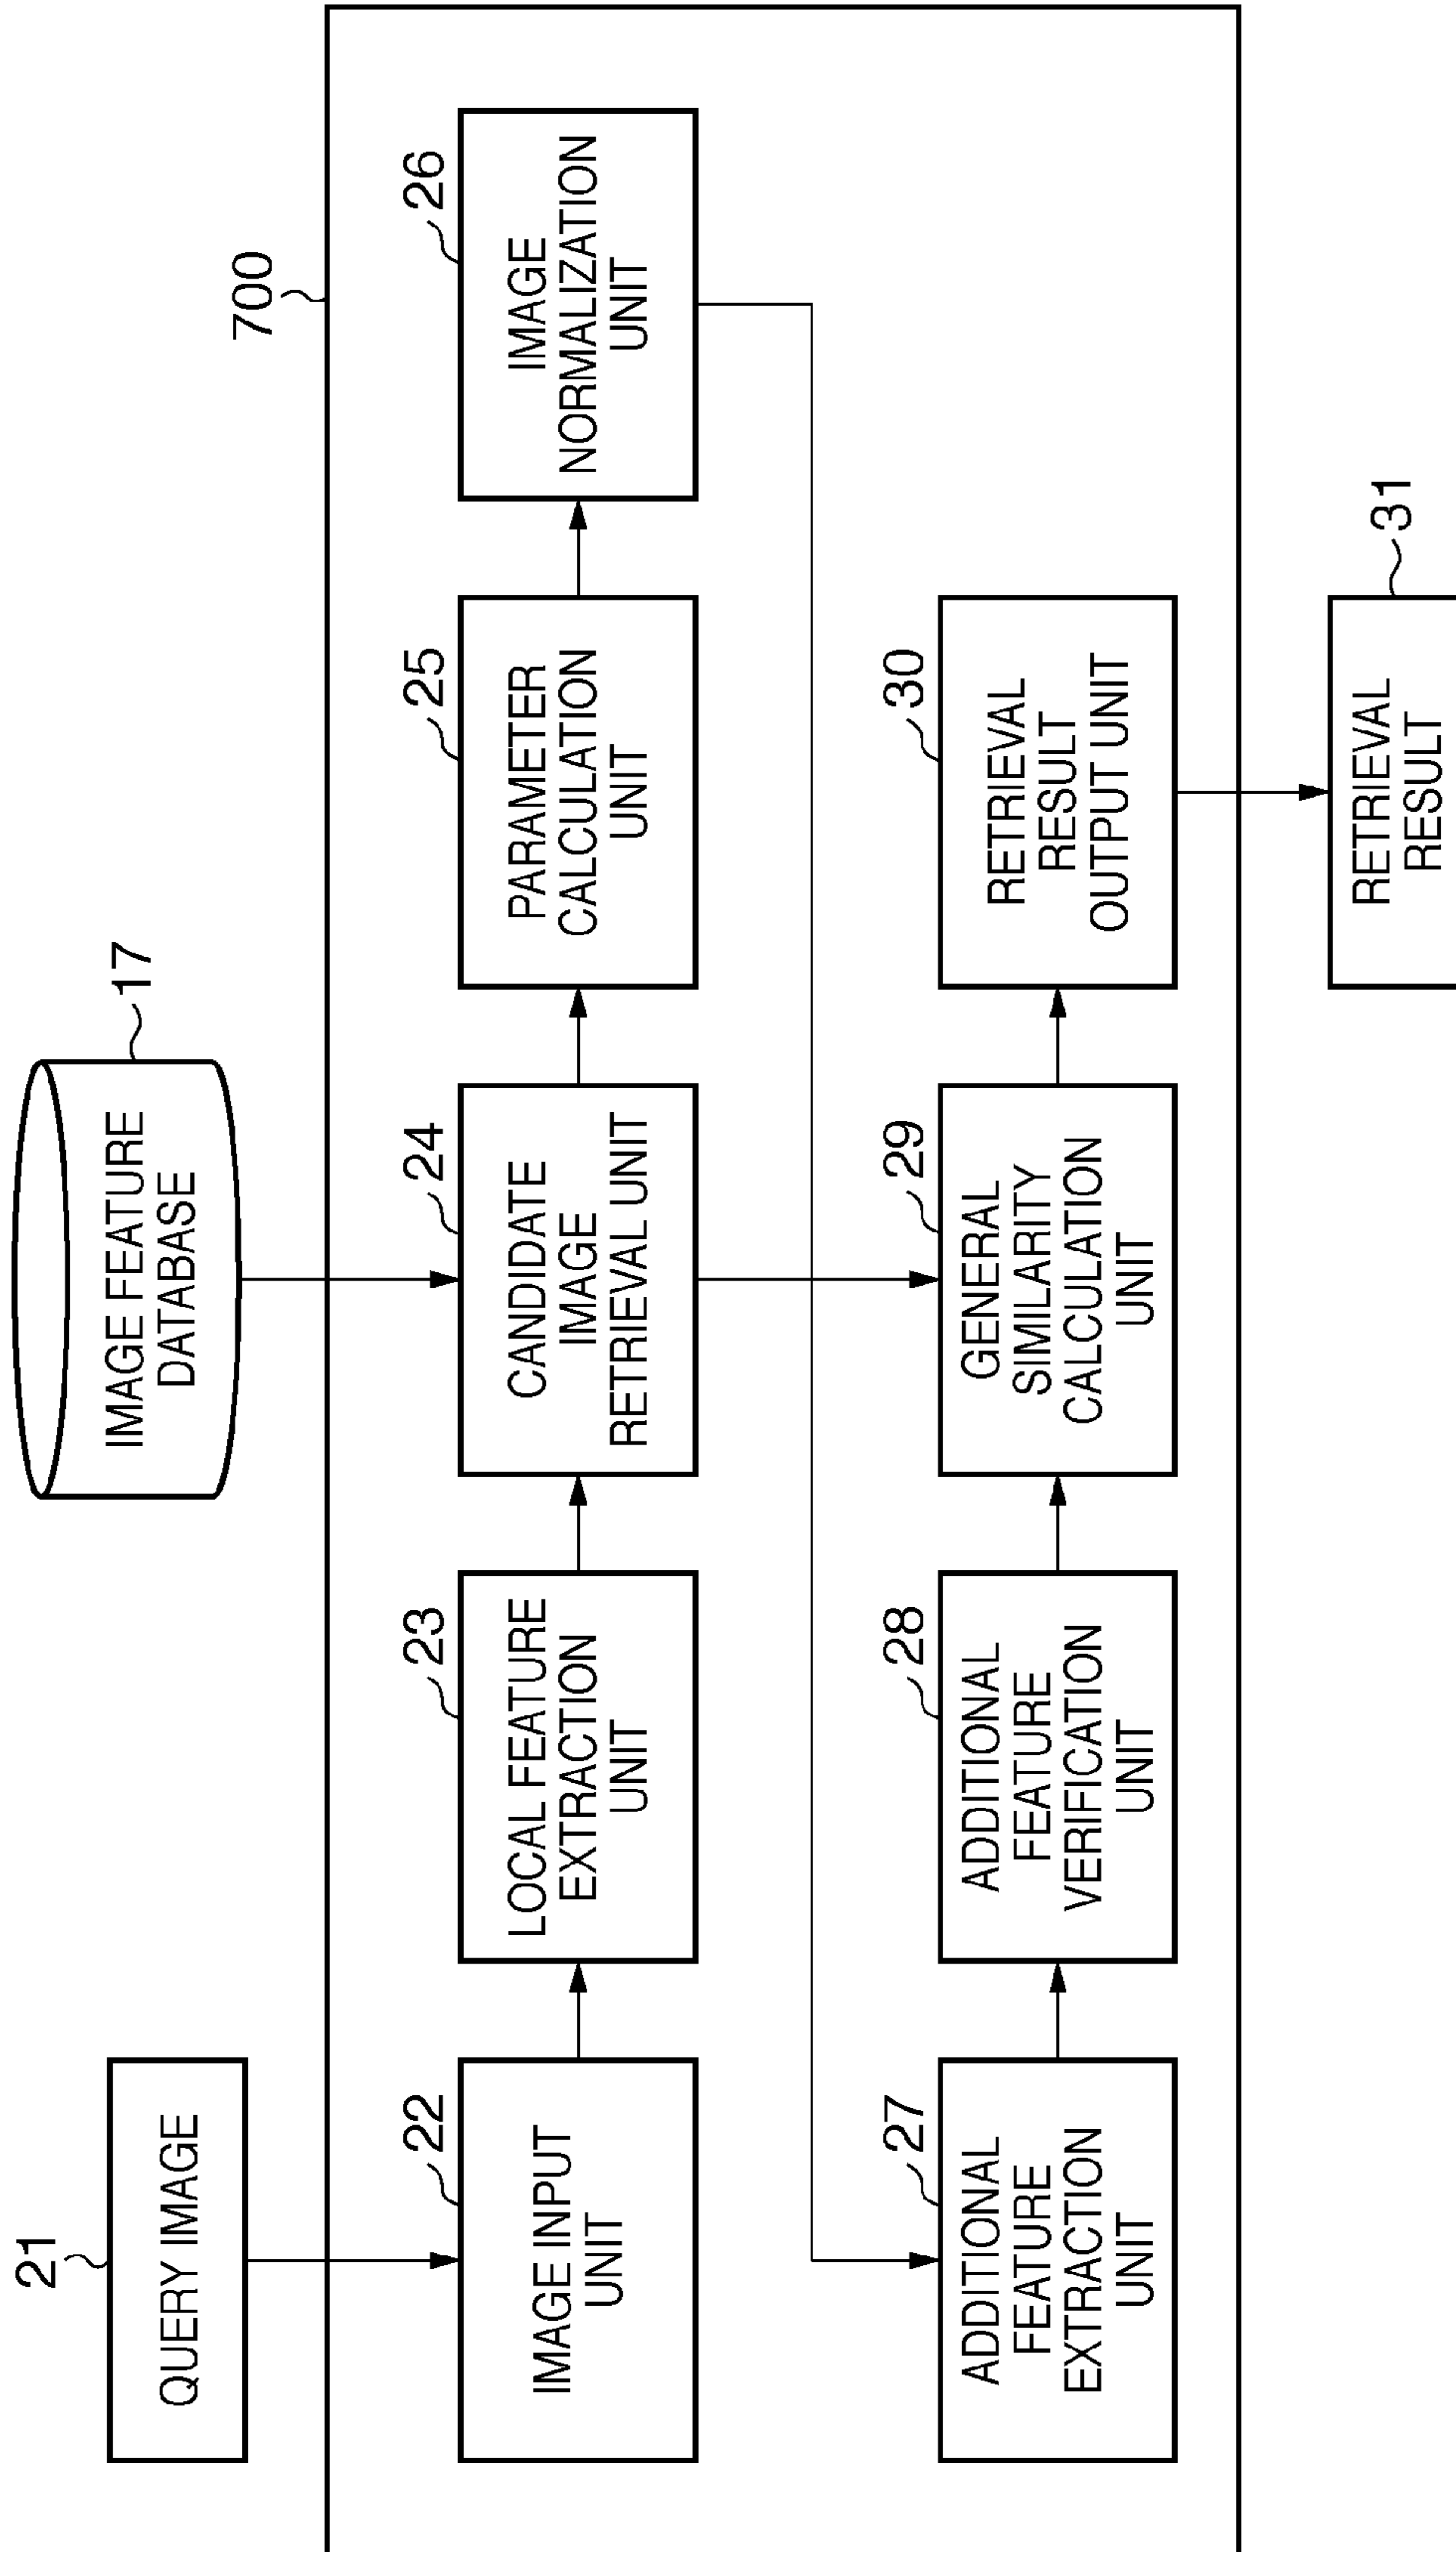 21
QUERY IMAGE
IMAGE FEATURE
DATABASE
17
700
22
IMAGE INPUT
UNIT
23
LOCAL FEATURE
EXTRACTION
UNIT
24
CANDIDATE
IMAGE
RETRIEVAL UNIT
25
PARAMETER
CALCULATION
UNIT
26
IMAGE
NORMALIZATION
UNIT
27
ADDITIONAL
FEATURE
EXTRACTION
UNIT
28
ADDITIONAL
FEATURE
VERIFICATION
UNIT
29
GENERAL
SIMILARITY
CALCULATION
UNIT
30
RETRIEVAL
RESULT
OUTPUT UNIT
31
RETRIEVAL
RESULT